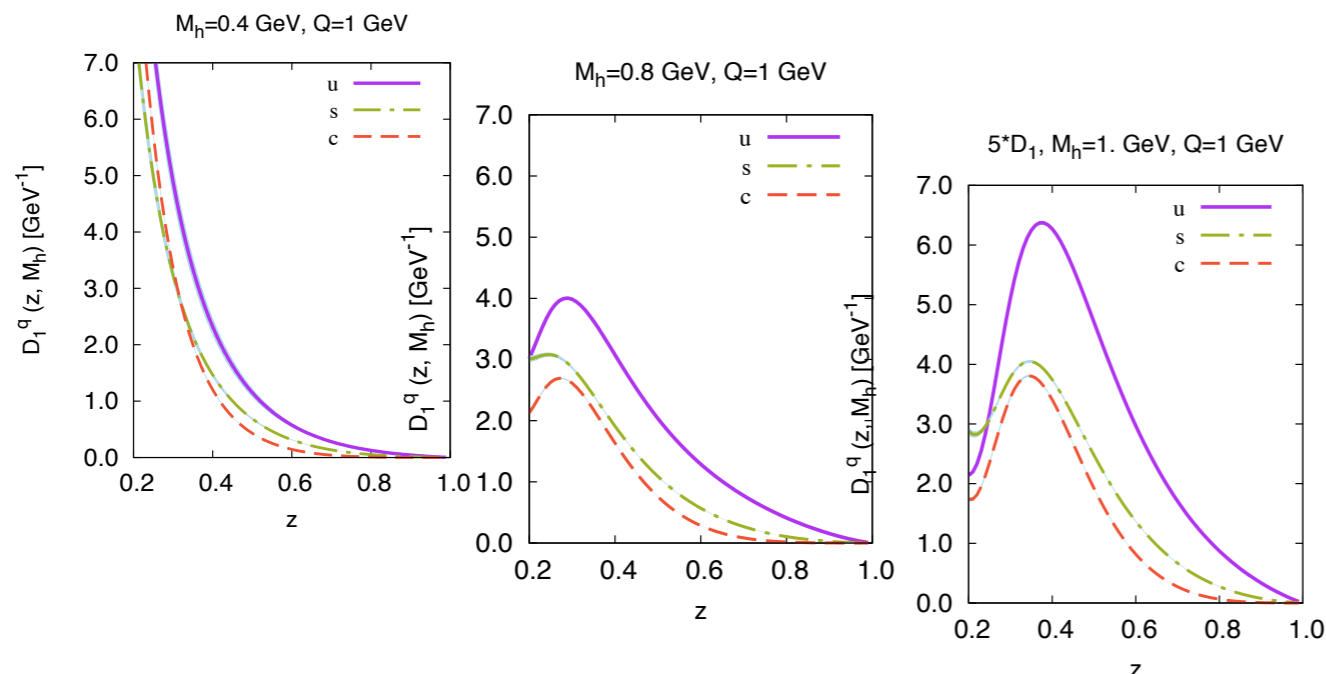 M_h=0.4 GeV, Q=1 GeV
7.0
6.0
5.0
4.0
3.0
2.0
1.0
0.0
u
s
c
D_1^q (z, M_h) [GeV^-1]
0.2 0.4 0.6 0.8 1.0
z
M_h=0.8 GeV, Q=1 GeV
7.0
6.0
5.0
4.0
3.0
2.0
1.0
0.0
u
s
c
D_1^q (z, M_h) [GeV^-1]
0.2 0.4 0.6 0.8 1.0
z
5*D_1, M_h=1. GeV, Q=1 GeV
7.0
6.0
5.0
4.0
3.0
2.0
1.0
0.0
u
s
c
D_1^q (z, M_h) [GeV^-1]
0.2 0.4 0.6 0.8 1.0
z